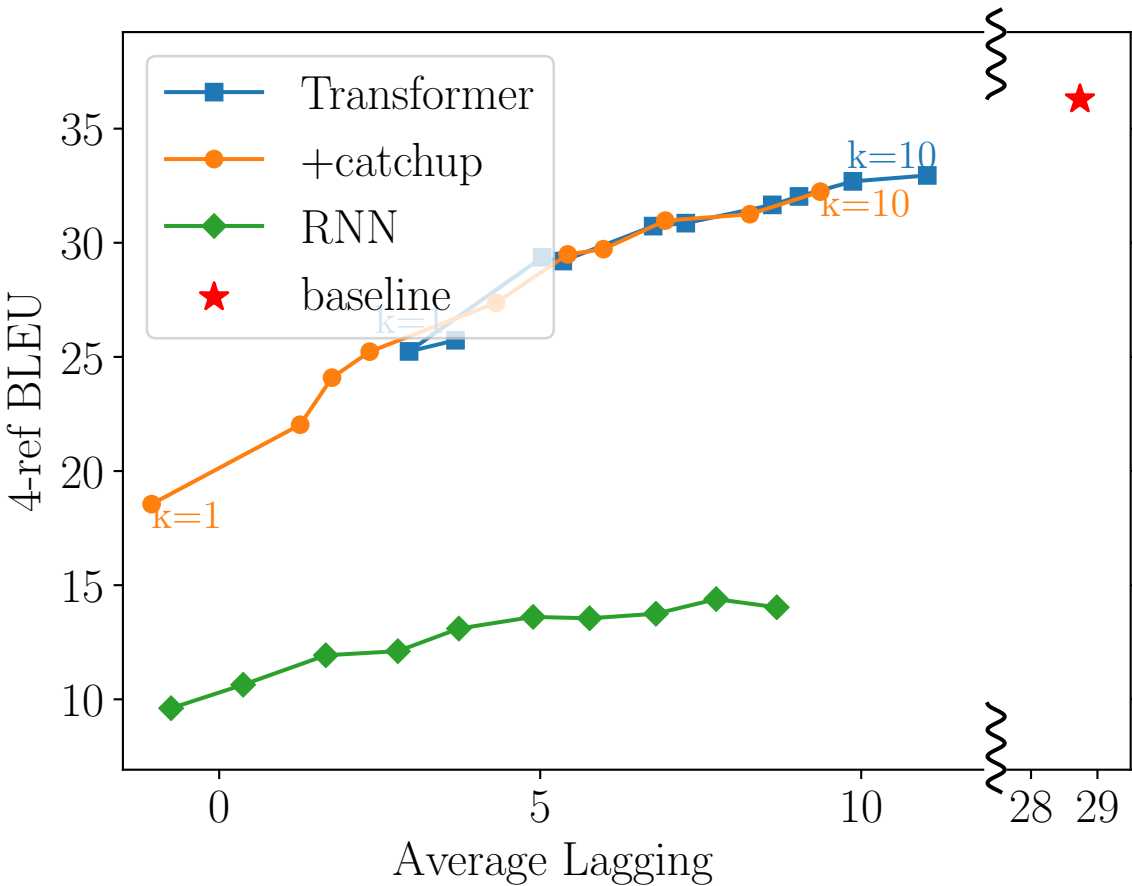 Transformer
+catchup
RNN
baseline
k=10
k=10
k=1
k=1
4-ref BLEU
35
30
25
20
15
10
0
5
10
28
29
Average Lagging